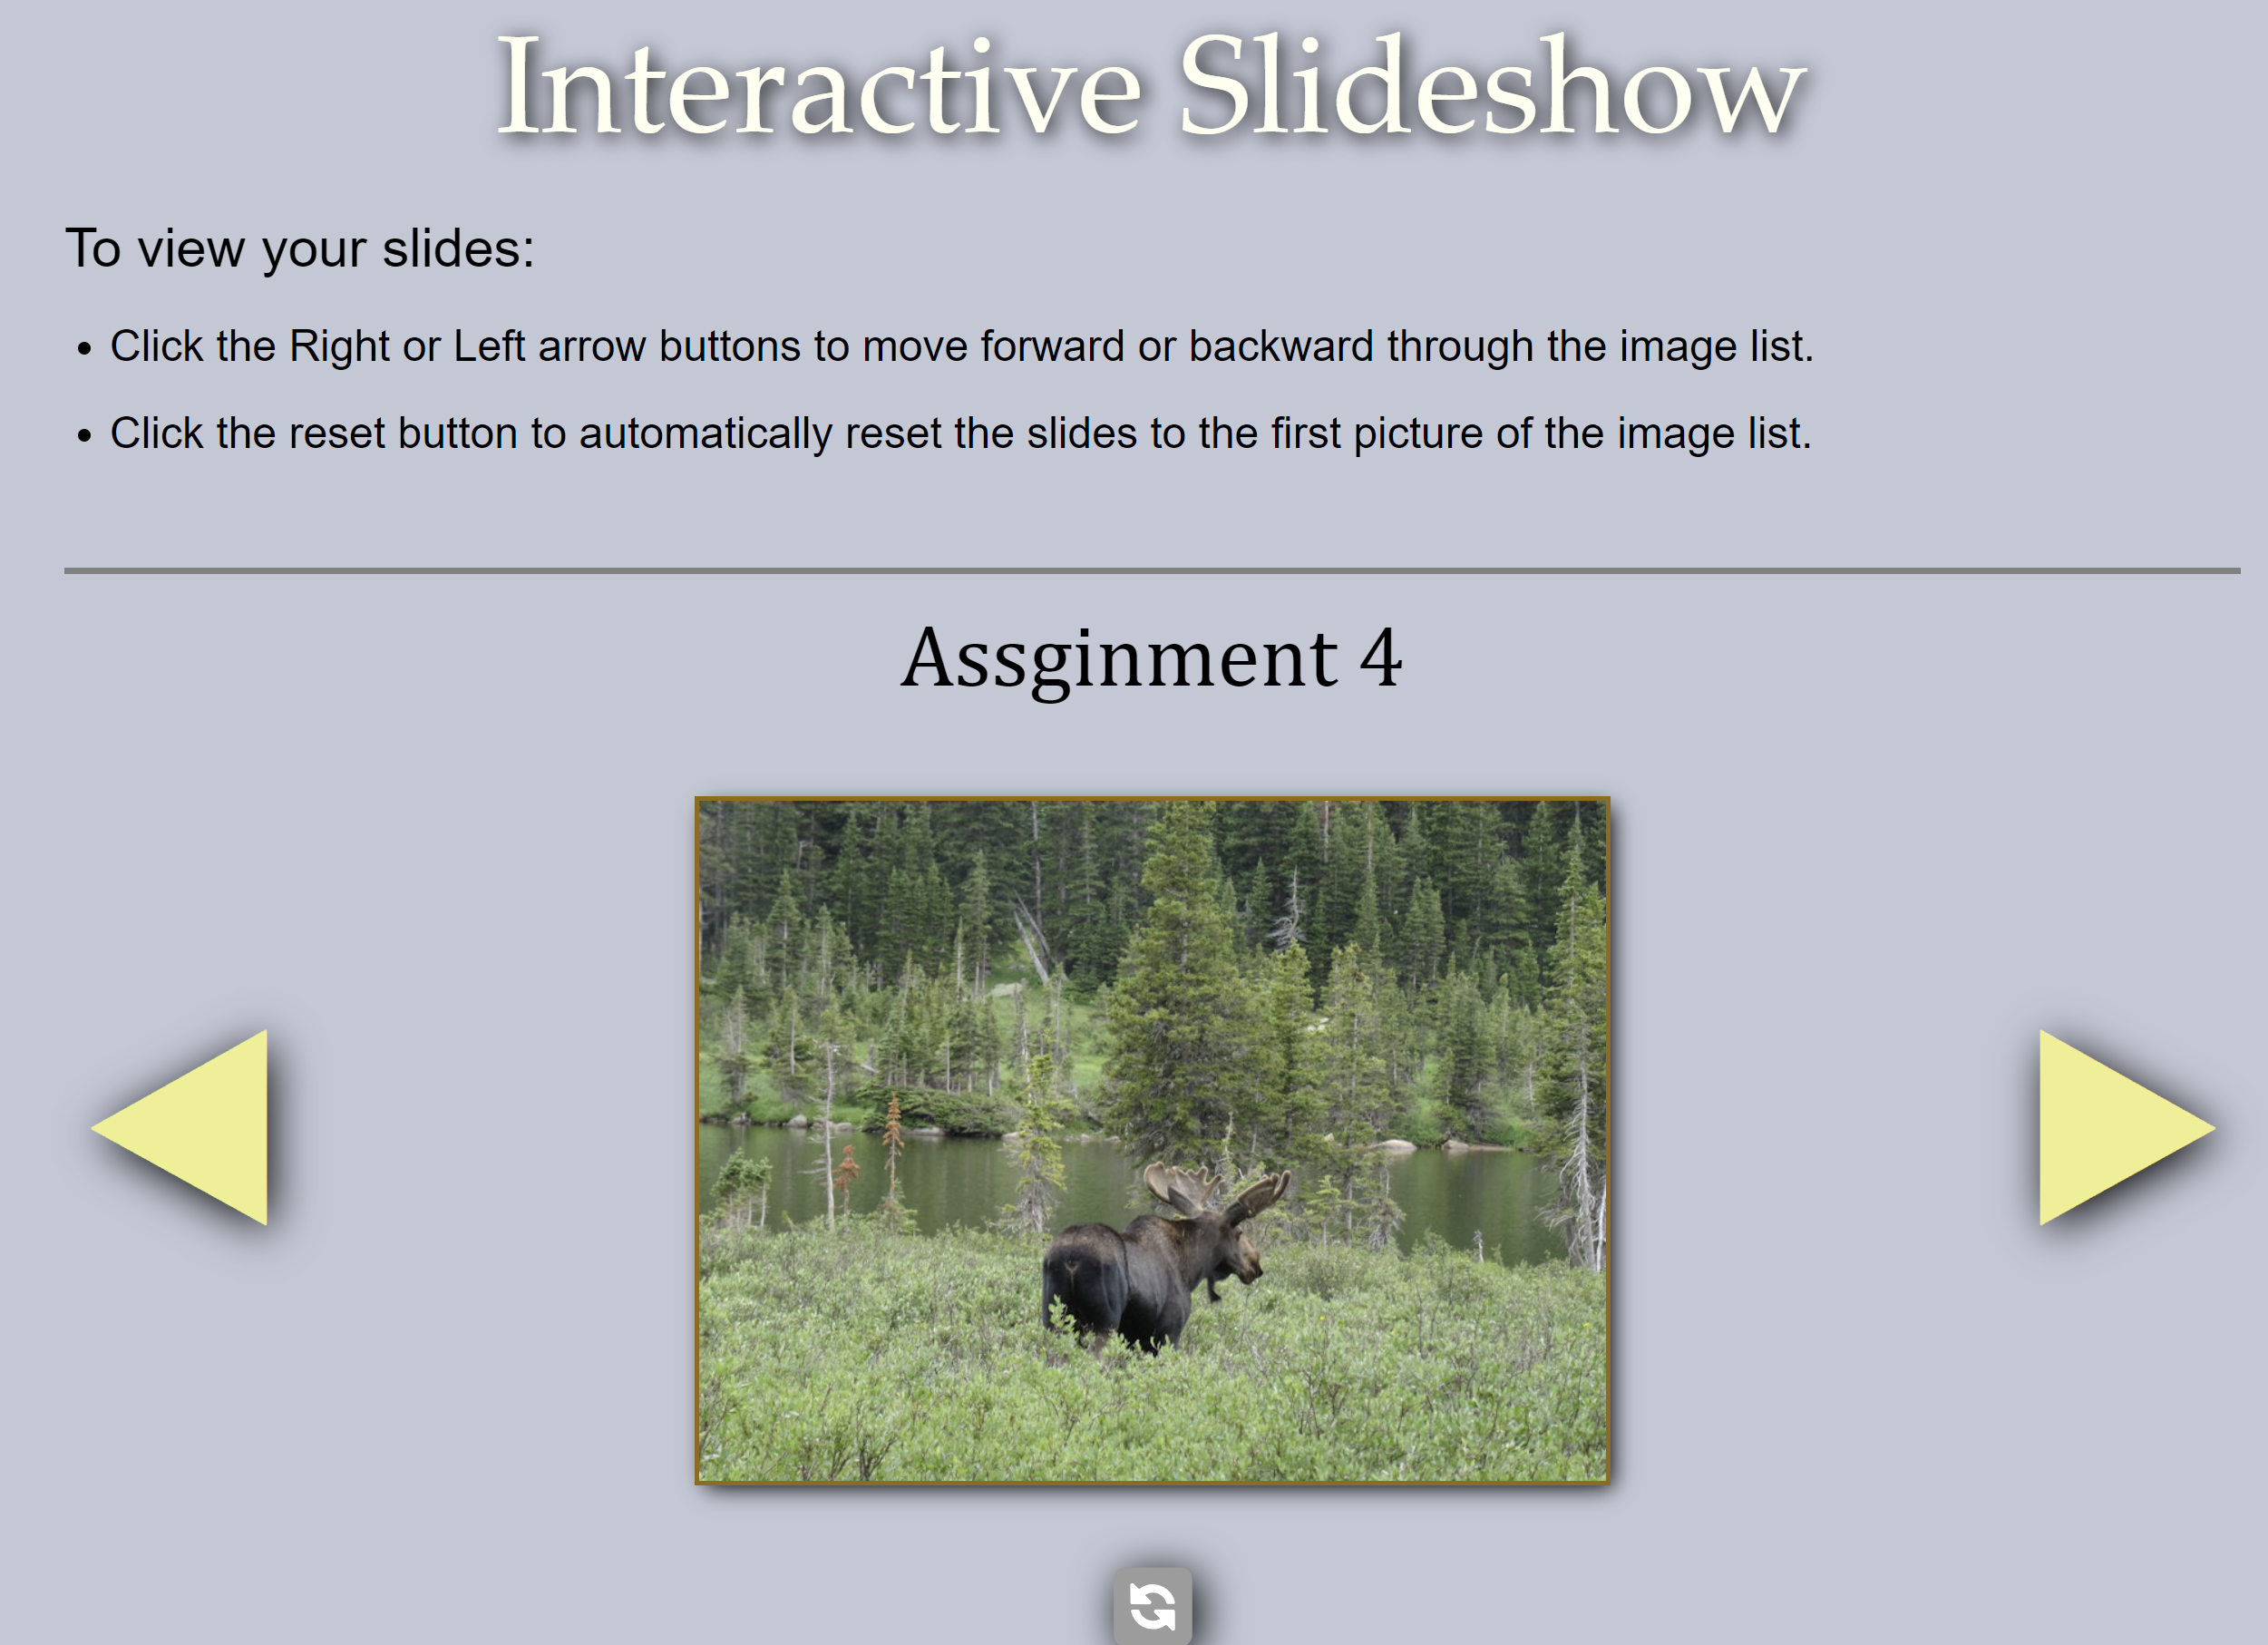 Interactive Slideshow
To view your slides:
Click the Right or Left arrow buttons to move forward or backward through the image list.
Click the reset button to automatically reset the slides to the first picture of the image list.
Assginment 4